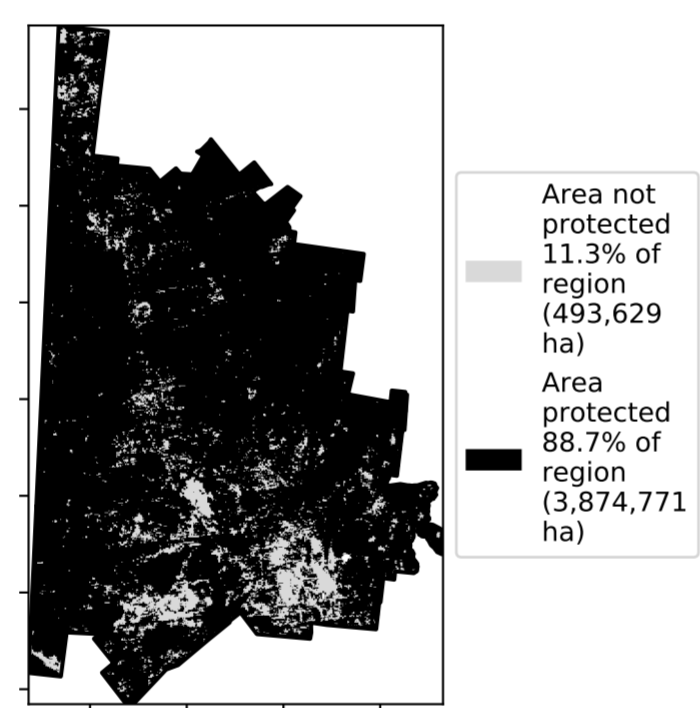 Area not
protected
11.3% of
region
(493,629
ha)
Area
protected
88.7% of
region
(3,874,771
ha)